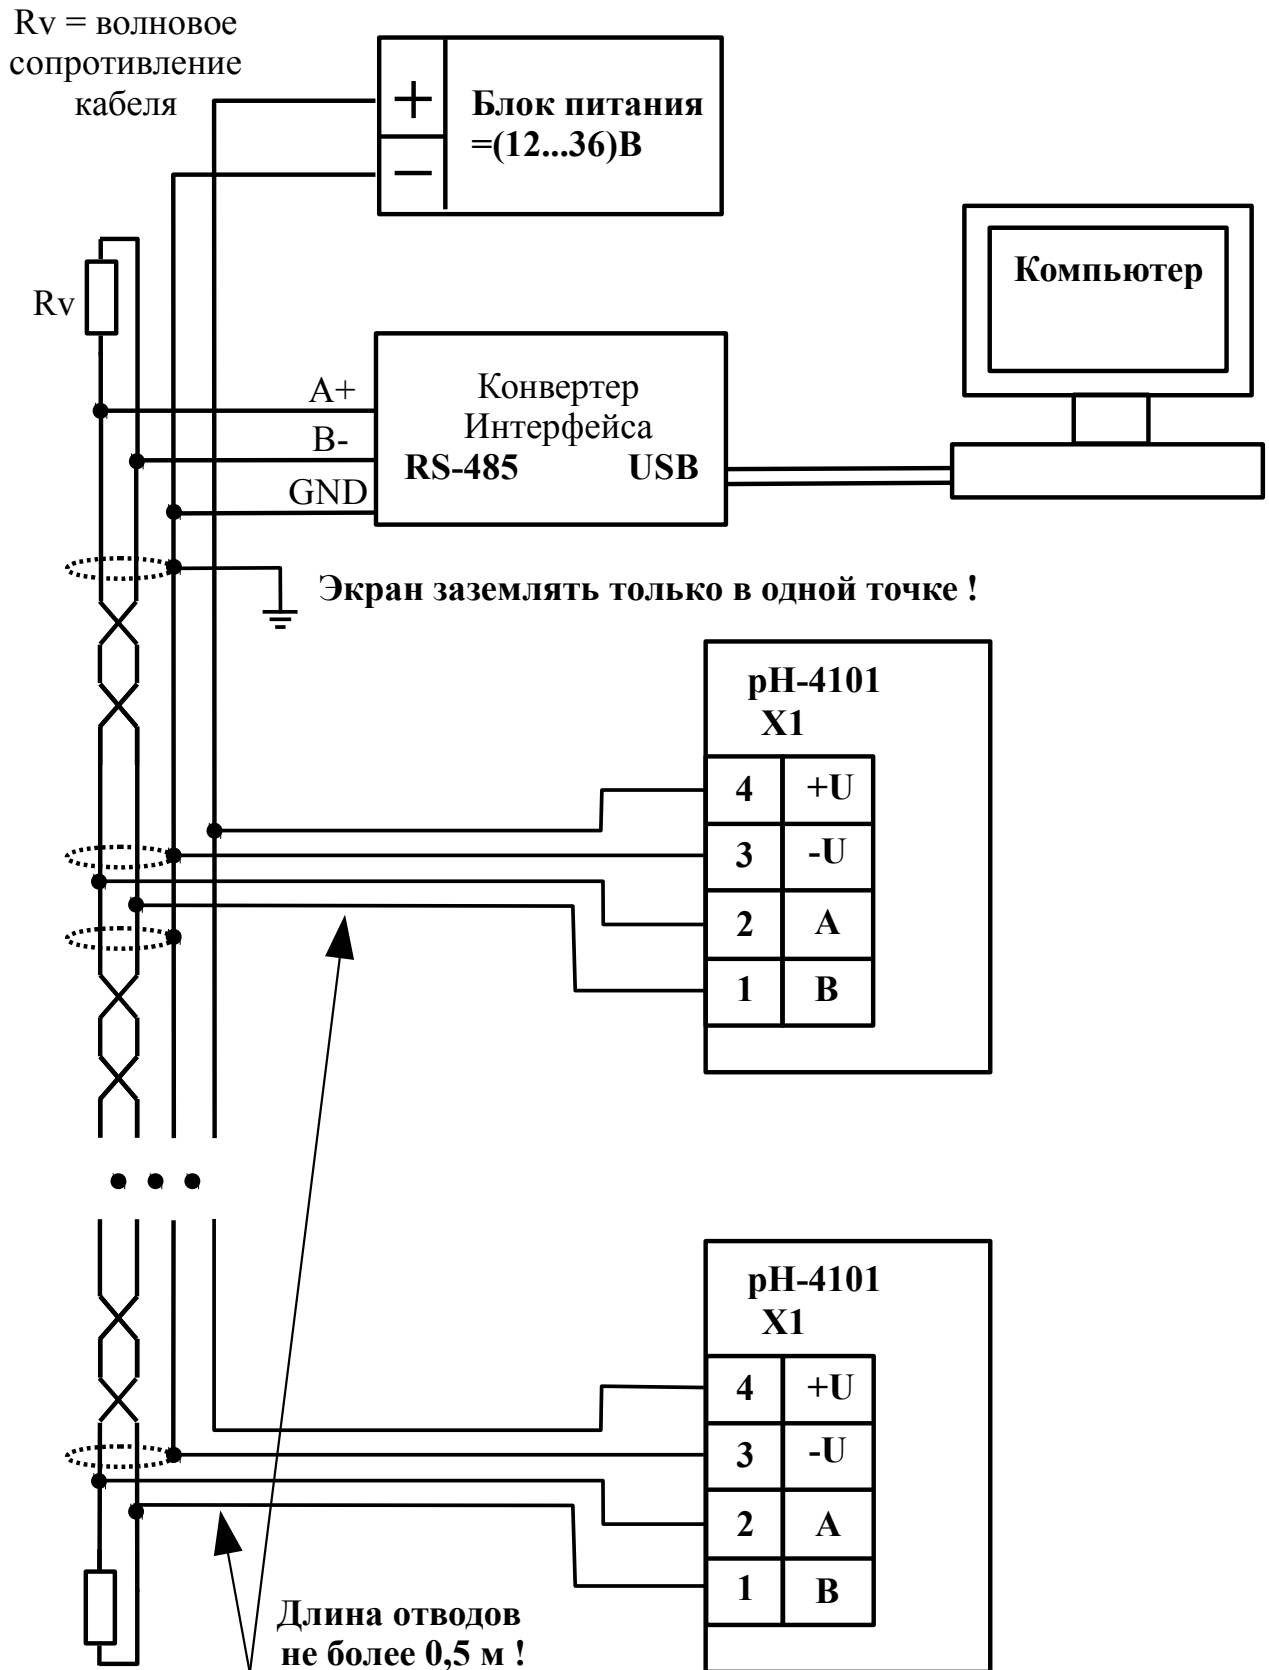 Rv = волновое
сопротивление
кабеля
+
Блок питания
=(12...36)В
−
Компьютер
Rv
A+
Конвертер
Интерфейса
B-
RS-485 USB
GND
Экран заземлять только в одной точке !
pH-4101
X1
4 +U
3 -U
2 A
1 B
pH-4101
X1
4 +U
3 -U
2 A
1 B
Длина отводов
не более 0,5 м !